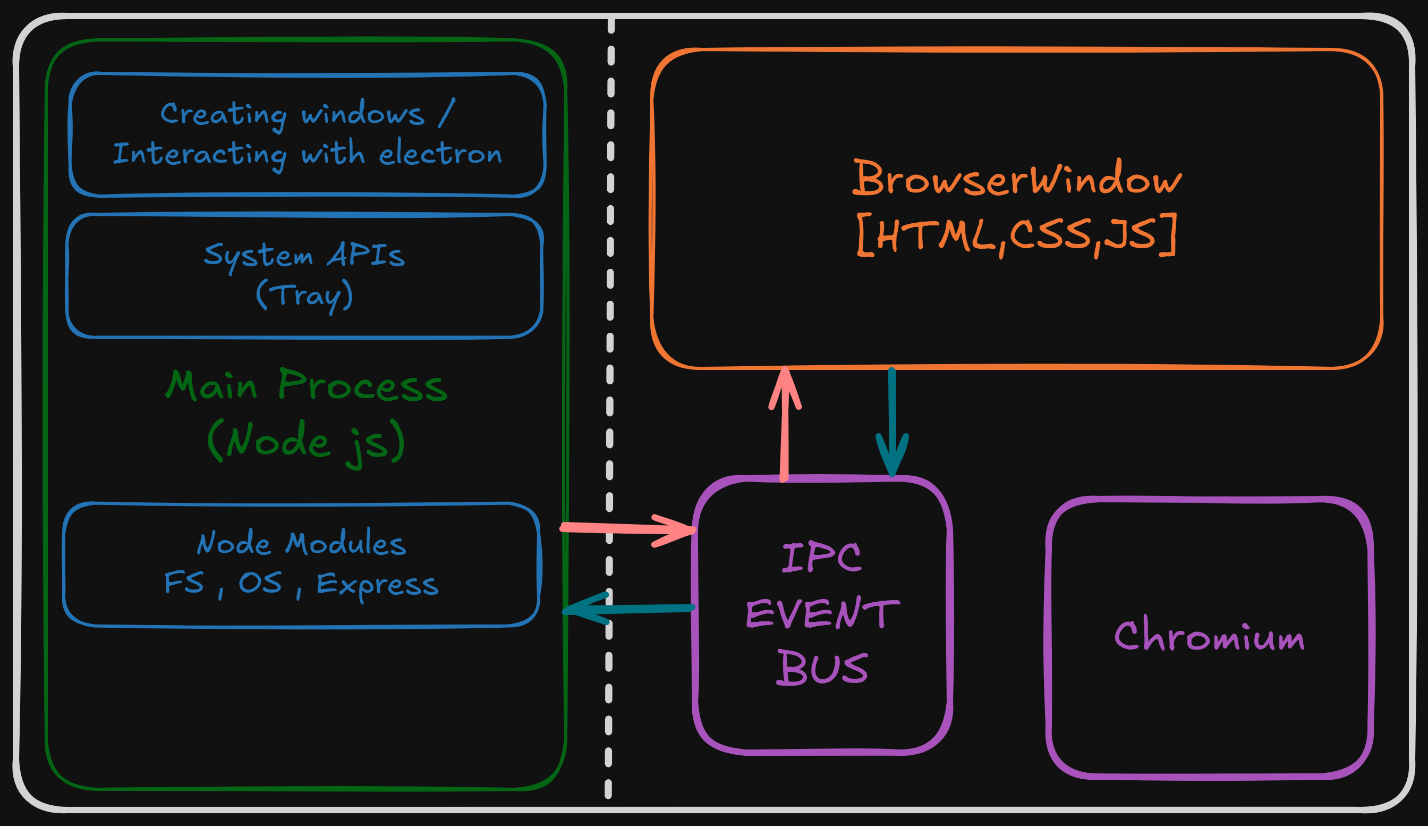 Creating windows /
Interacting with electron
System APIs
(Tray)
Main Process
(Node js)
Node Modules
FS , OS , Express
BrowserWindow
[HTML,CSS,JS]
IPC
EVENT
BUS
Chromium